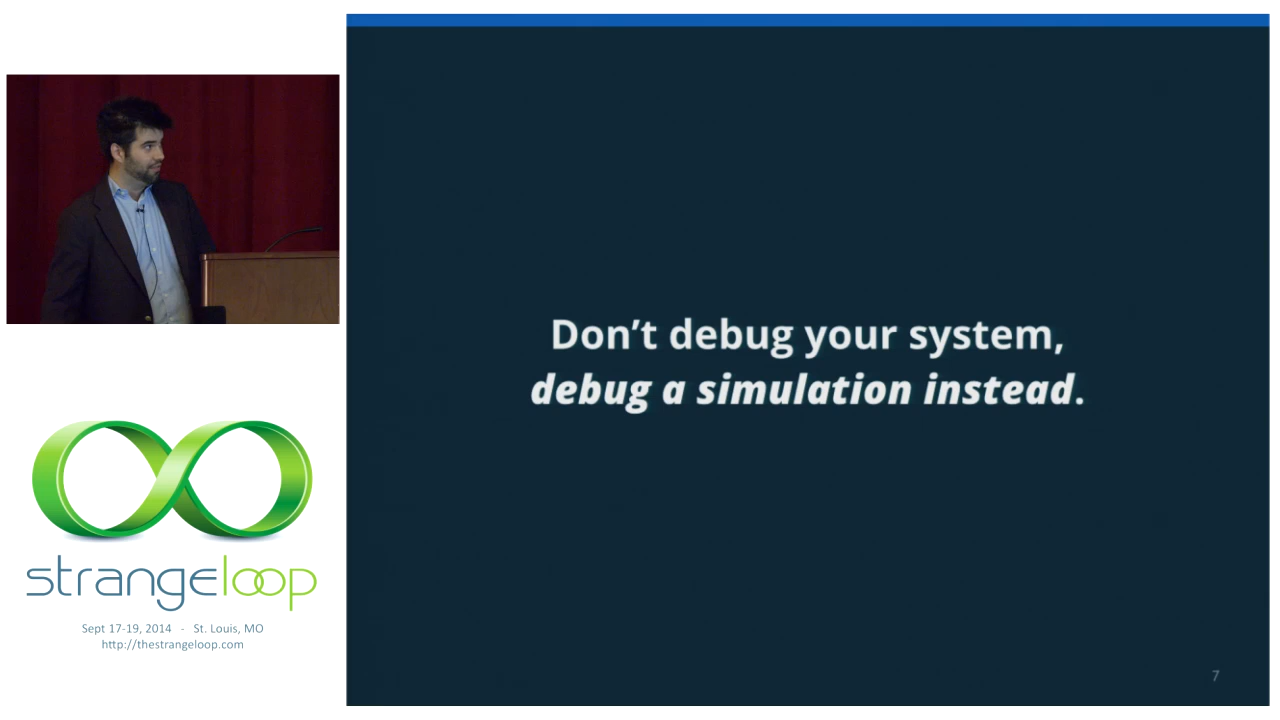 Don't debug your system,
debug a simulation instead.
strangeloop
Sept 17-19, 2014 - St. Louis, MO
http://thestrangeloop.com
7